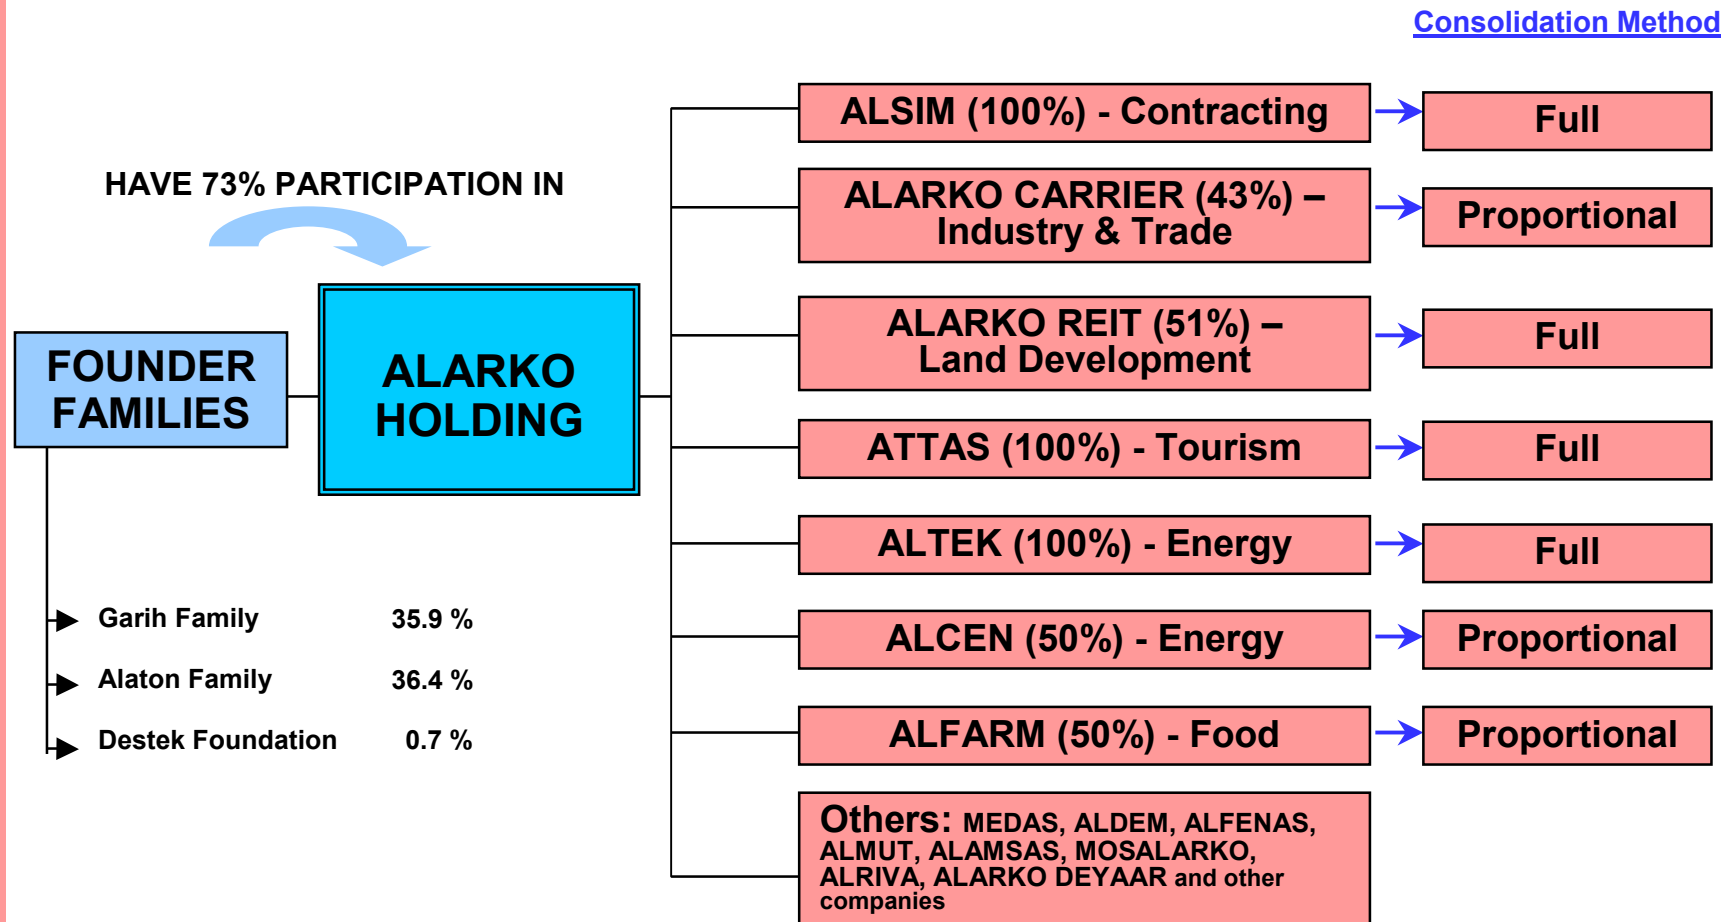 Consolidation Method
HAVE 73% PARTICIPATION IN
FOUNDER
FAMILIES
ALARKO
HOLDING
Garih Family 35.9 %
Alaton Family 36.4 %
Destek Foundation 0.7 %
ALSIM (100%) - Contracting
Full
ALARKO CARRIER (43%) –
Industry & Trade
Proportional
ALARKO REIT (51%) –
Land Development
Full
ATTAS (100%) - Tourism
Full
ALTEK (100%) - Energy
Full
ALCEN (50%) - Energy
Proportional
ALFARM (50%) - Food
Proportional
Others: MEDAS, ALDEM, ALFENAS,
ALMUT, ALAMSAS, MOSALARKO,
ALRIVA, ALARKO DEYAAR and other
companies